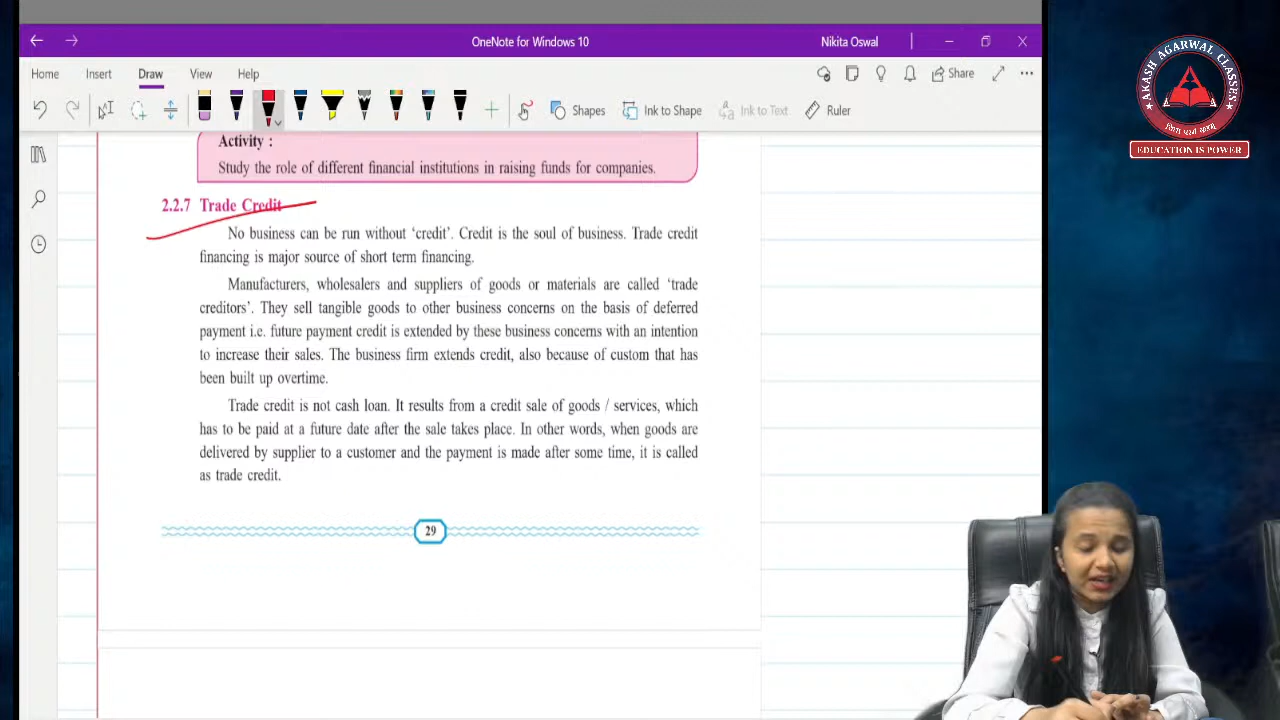 OneNote for Windows 10
Nikita Oswal
Home Insert Draw View Help
Share
Shapes
Ink to Shape
Ink to Text
Ruler
Activity :
Study the role of different financial institutions in raising funds for companies.
2.2.7 Trade Credit
No business can be run without ‘credit’. Credit is the soul of business. Trade credit
financing is major source of short term financing.
Manufacturers, wholesalers and suppliers of goods or materials are called ‘trade
creditors’. They sell tangible goods to other business concerns on the basis of deferred
payment i.e. future payment credit is extended by these business concerns with an intention
to increase their sales. The business firm extends credit, also because of custom that has
been built up overtime.
Trade credit is not cash loan. It results from a credit sale of goods / services, which
has to be paid at a future date after the sale takes place. In other words, when goods are
delivered by supplier to a customer and the payment is made after some time, it is called
as trade credit.
29
AKASH AGARWAL CLASSES
EDUCATION IS POWER